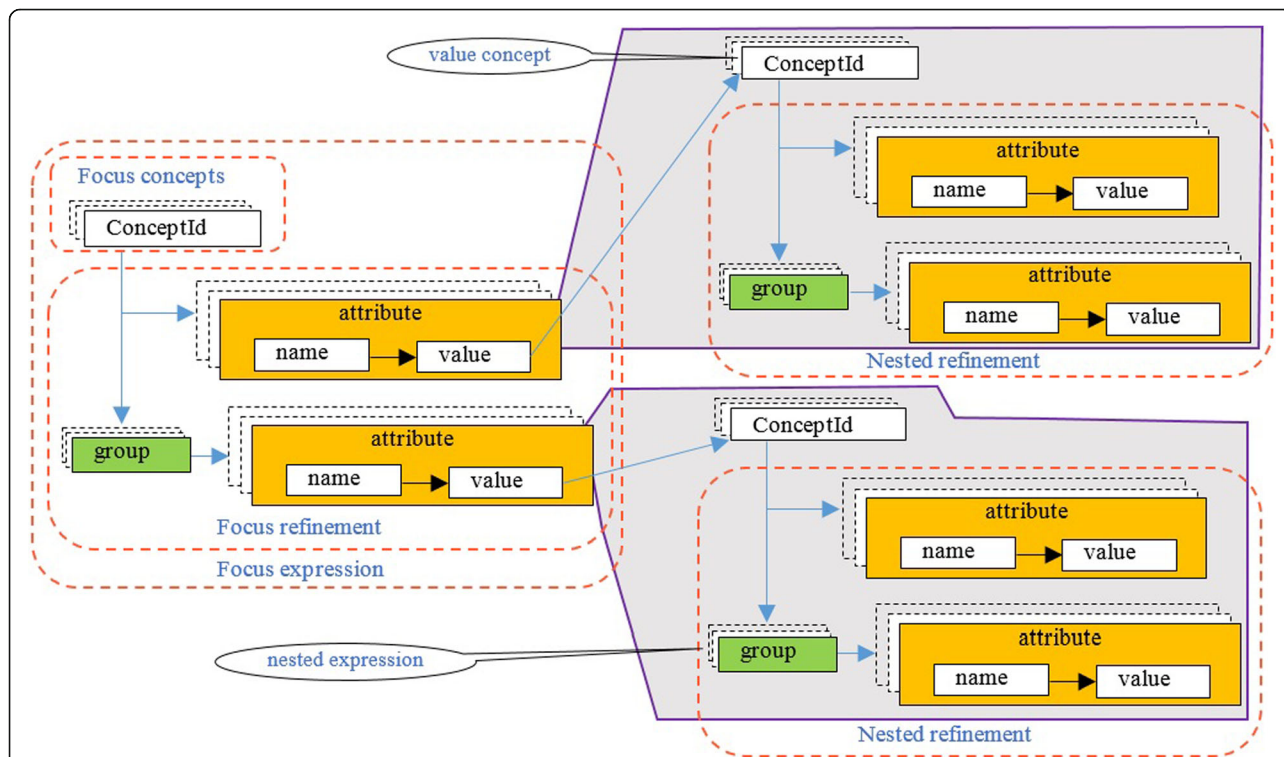 value concept
ConceptId
attribute
name
value
group
attribute
name
value
Nested refinement
Focus concepts
ConceptId
attribute
name
value
group
attribute
name
value
Focus refinement
Focus expression
ConceptId
attribute
name
value
nested expression
group
attribute
name
value
Nested refinement